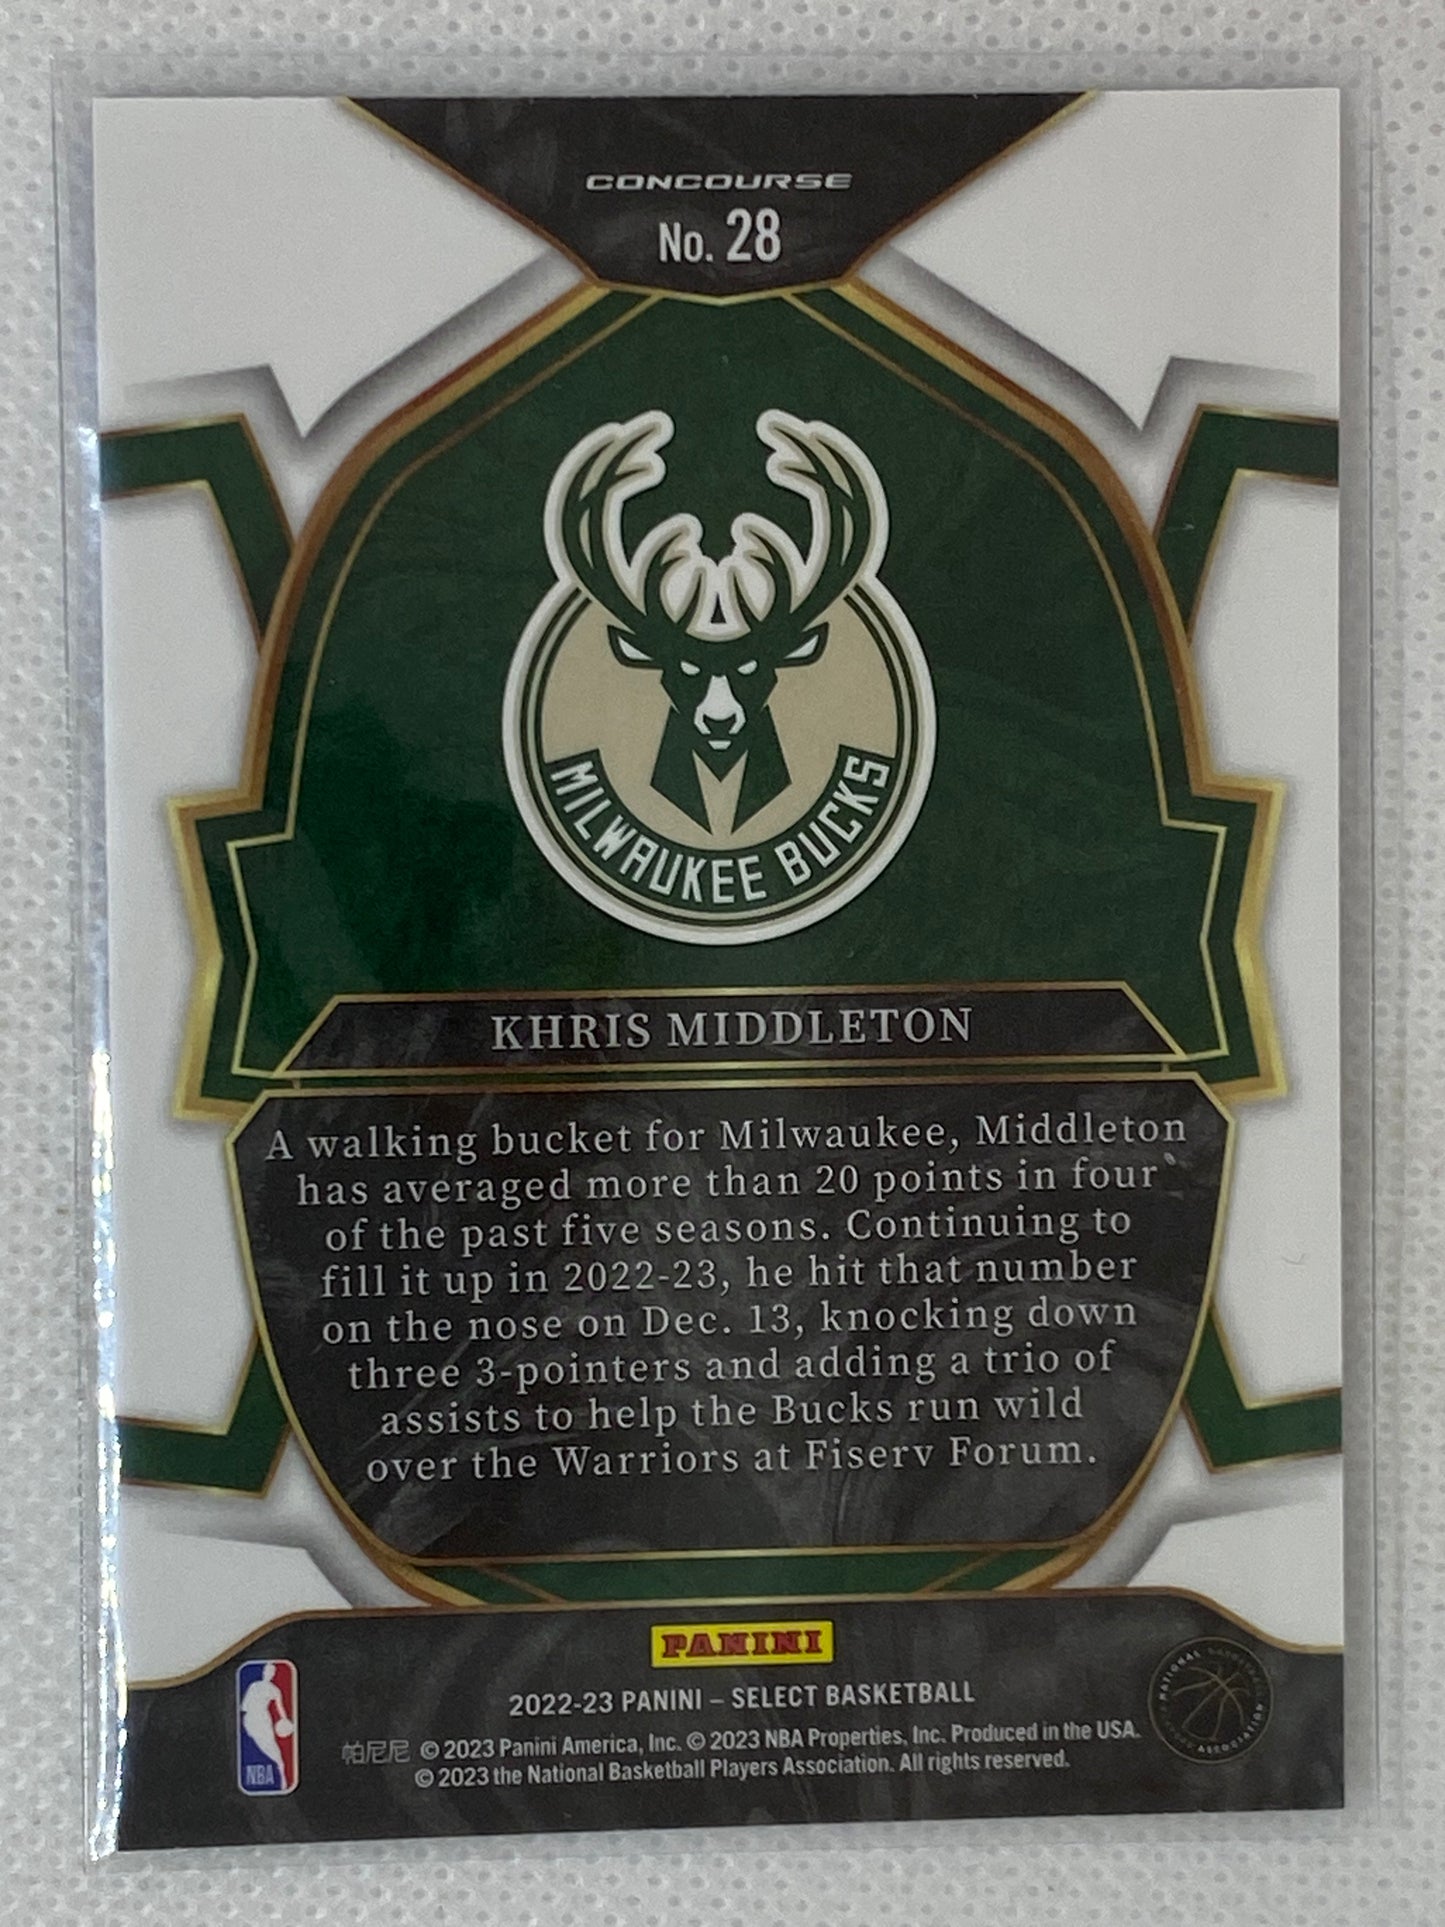 CONCOURSE
No. 28
MILWAUKEE BUCKS
KHRIS MIDDLETON
A walking bucket for Milwaukee, Middleton
has averaged more than 20 points in four
of the past five seasons. Continuing to
fill it up in 2022-23, he hit that number
on the nose on Dec. 13, knocking down
three 3-pointers and adding a trio of
assists to help the Bucks run wild
over the Warriors at Fiserv Forum.
PANINI
2022-23 PANINI – SELECT BASKETBALL
帕尼尼 © 2023 Panini America, Inc. © 2023 NBA Properties, Inc. Produced in the USA.
© 2023 the National Basketball Players Association. All rights reserved.
NBA
NATIONAL BASKETBALL PLAYERS ASSOCIATION